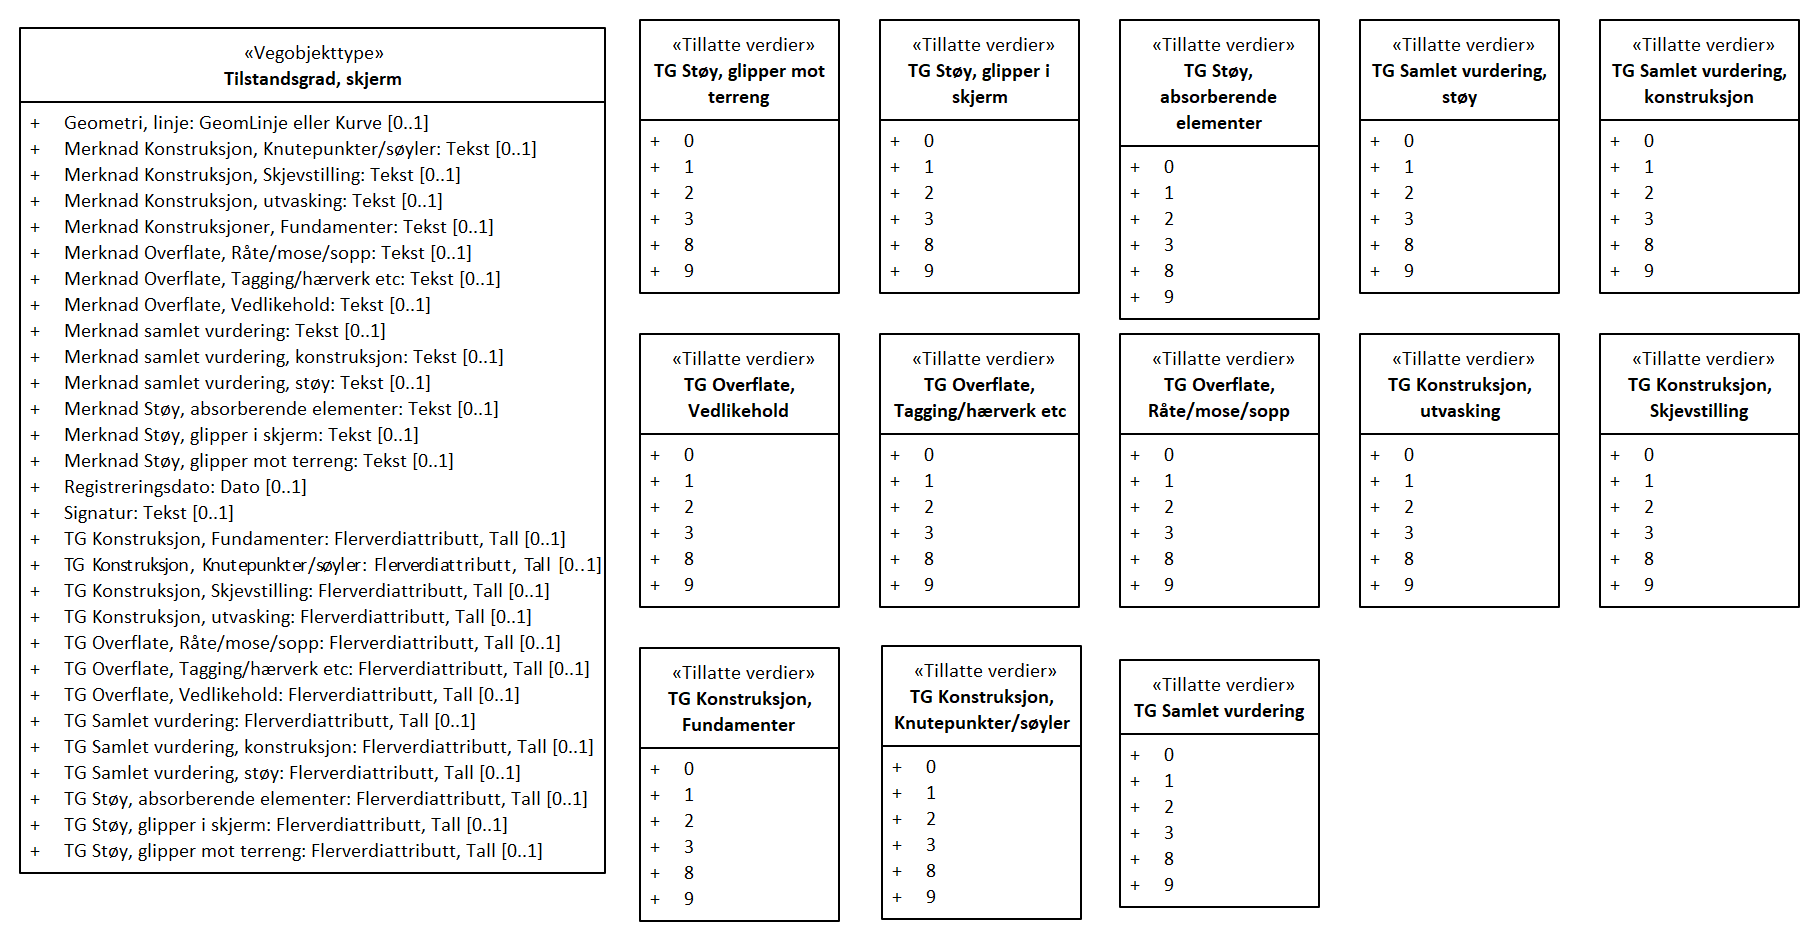 «Vegobjekttype»
Tilstandsgrad, skjerm
+ Geometri, linje: GeomLinje eller Kurve [0..1]
+ Merknad Konstruksjon, Knutepunkter/søyler: Tekst [0..1]
+ Merknad Konstruksjon, Skjevstilling: Tekst [0..1]
+ Merknad Konstruksjon, utvasking: Tekst [0..1]
+ Merknad Konstruksjoner, Fundamenter: Tekst [0..1]
+ Merknad Overflate, Råte/mose/sopp: Tekst [0..1]
+ Merknad Overflate, Tagging/hærverk etc: Tekst [0..1]
+ Merknad Overflate, Vedlikehold: Tekst [0..1]
+ Merknad samlet vurdering: Tekst [0..1]
+ Merknad samlet vurdering, konstruksjon: Tekst [0..1]
+ Merknad samlet vurdering, støy: Tekst [0..1]
+ Merknad Støy, absorberende elementer: Tekst [0..1]
+ Merknad Støy, glipper i skjerm: Tekst [0..1]
+ Merknad Støy, glipper mot terreng: Tekst [0..1]
+ Registreringsdato: Dato [0..1]
+ Signatur: Tekst [0..1]
+ TG Konstruksjon, Fundamenter: Flerverdiattributt, Tall [0..1]
+ TG Konstruksjon, Knutepunkter/søyler: Flerverdiattributt, Tall [0..1]
+ TG Konstruksjon, Skjevstilling: Flerverdiattributt, Tall [0..1]
+ TG Konstruksjon, utvasking: Flerverdiattributt, Tall [0..1]
+ TG Overflate, Råte/mose/sopp: Flerverdiattributt, Tall [0..1]
+ TG Overflate, Tagging/hærverk etc: Flerverdiattributt, Tall [0..1]
+ TG Overflate, Vedlikehold: Flerverdiattributt, Tall [0..1]
+ TG Samlet vurdering: Flerverdiattributt, Tall [0..1]
+ TG Samlet vurdering, konstruksjon: Flerverdiattributt, Tall [0..1]
+ TG Samlet vurdering, støy: Flerverdiattributt, Tall [0..1]
+ TG Støy, absorberende elementer: Flerverdiattributt, Tall [0..1]
+ TG Støy, glipper i skjerm: Flerverdiattributt, Tall [0..1]
+ TG Støy, glipper mot terreng: Flerverdiattributt, Tall [0..1]
«Tillatte verdier»
TG Støy, glipper mot
terreng
+ 0
+ 1
+ 2
+ 3
+ 8
+ 9
«Tillatte verdier»
TG Støy, glipper i
skjerm
+ 0
+ 1
+ 2
+ 3
+ 8
+ 9
«Tillatte verdier»
TG Støy,
absorberende
elementer
+ 0
+ 1
+ 2
+ 3
+ 8
+ 9
«Tillatte verdier»
TG Samlet vurdering,
støy
+ 0
+ 1
+ 2
+ 3
+ 8
+ 9
«Tillatte verdier»
TG Samlet vurdering,
konstruksjon
+ 0
+ 1
+ 2
+ 3
+ 8
+ 9
«Tillatte verdier»
TG Overflate,
Vedlikehold
+ 0
+ 1
+ 2
+ 3
+ 8
+ 9
«Tillatte verdier»
TG Overflate,
Tagging/hærverk etc
+ 0
+ 1
+ 2
+ 3
+ 8
+ 9
«Tillatte verdier»
TG Overflate,
Råte/mose/sopp
+ 0
+ 1
+ 2
+ 3
+ 8
+ 9
«Tillatte verdier»
TG Konstruksjon,
utvasking
+ 0
+ 1
+ 2
+ 3
+ 8
+ 9
«Tillatte verdier»
TG Konstruksjon,
Skjevstilling
+ 0
+ 1
+ 2
+ 3
+ 8
+ 9
«Tillatte verdier»
TG Konstruksjon,
Fundamenter
+ 0
+ 1
+ 2
+ 3
+ 8
+ 9
«Tillatte verdier»
TG Konstruksjon,
Knutepunkter/søyler
+ 0
+ 1
+ 2
+ 3
+ 8
+ 9
«Tillatte verdier»
TG Samlet vurdering
+ 0
+ 1
+ 2
+ 3
+ 8
+ 9